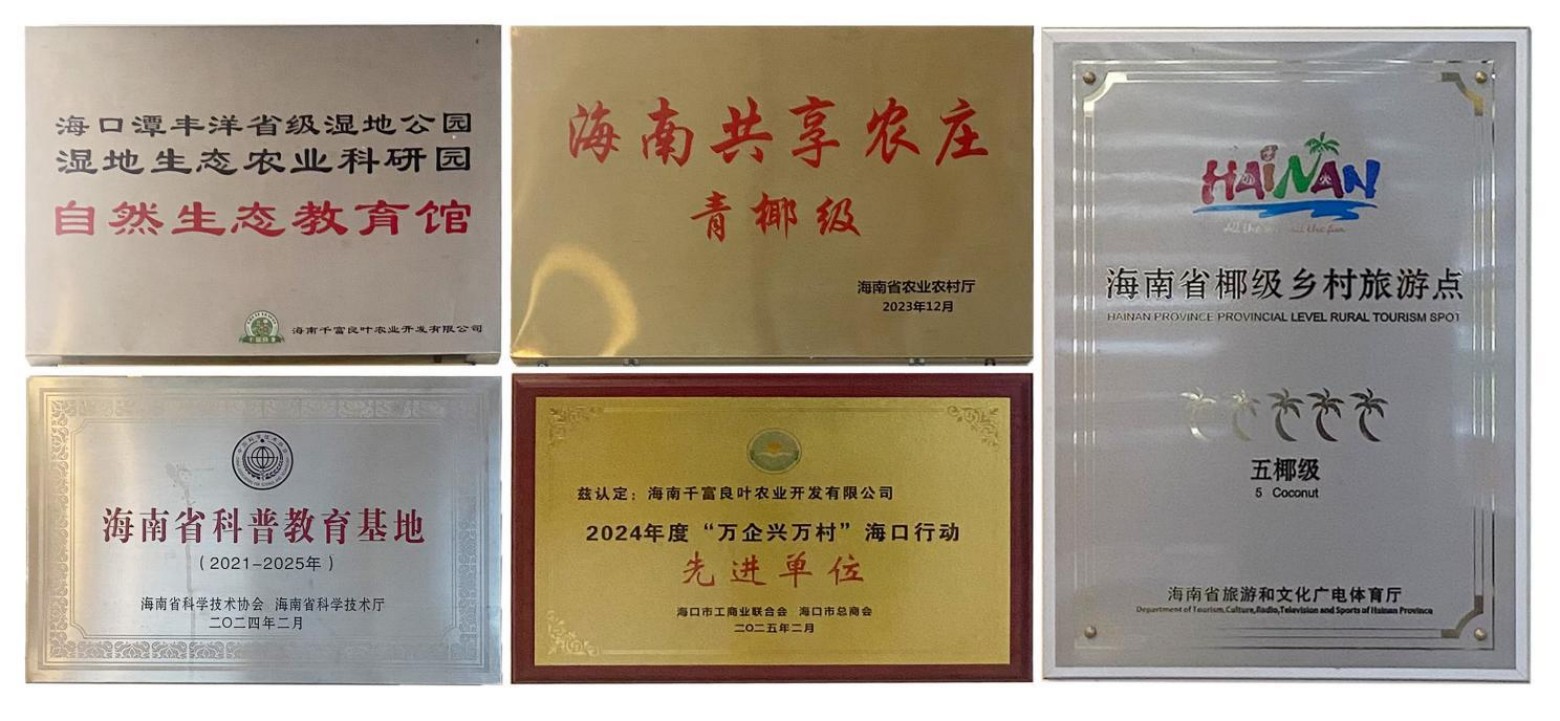 海口潭丰洋省级湿地公园
湿地生态农业科研园
自然生态教育馆
海南千富良叶农业开发有限公司
海南共享农庄
青椰级
海南省农业农村厅
2023年12月
HAiNAN
海南省椰级乡村旅游点
HAINAN PROVINCE PROVINCIAL LEVEL RURAL TOURISM SPOT
五椰级
5 Coconut
海南省旅游和文化广电体育厅
Department of Tourism,Culture,Radio,Television and Sports of Hainan Province
海南省科普教育基地
（2021-2025年）
海南省科学技术协会 海南省科学技术厅
二〇二四年二月
兹认定：海南千富良叶农业开发有限公司
2024年度“万企兴万村”海口行动
先进单位
海口市工商业联合会 海口市总商会
二〇二五年二月